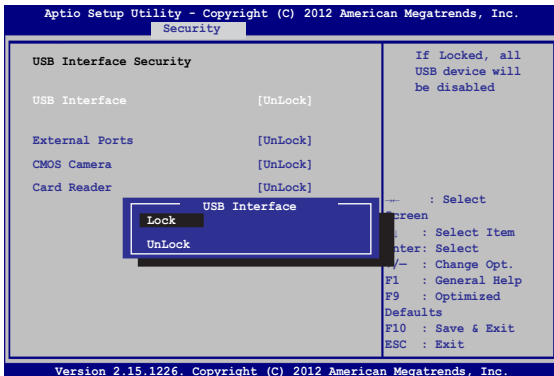 Aptio Setup Utility - Copyright (C) 2012 American Megatrends, Inc.
Security
USB Interface Security
USB Interface [UnLock]
External Ports [UnLock]
CMOS Camera [UnLock]
Card Reader [UnLock]
USB Interface
Lock
UnLock
If Locked, all
USB device will
be disabled
: Select
: Select Item
: Select
: Change Opt.
F1 : General Help
F9 : Optimized
Defaults
F10 : Save & Exit
ESC : Exit
Version 2.15.1226. Copyright (C) 2012 American Megatrends, Inc.